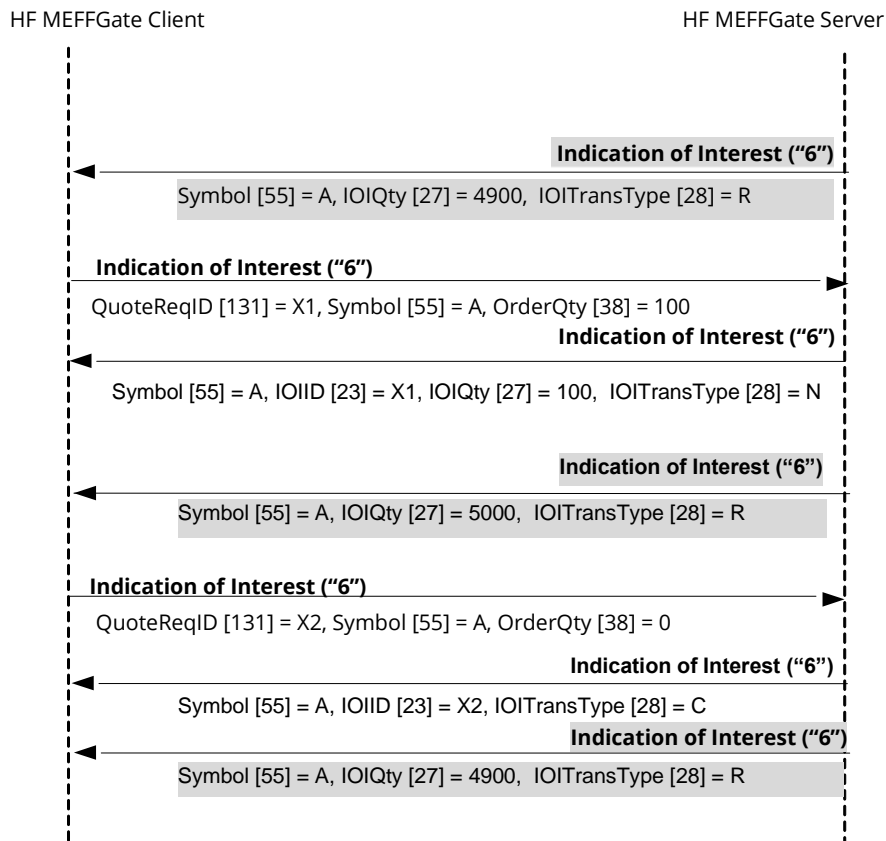 HF MEFFGate Client
HF MEFFGate Server
Indication of Interest (“6”)
Symbol [55] = A, IOIQty [27] = 4900, IOITransType [28] = R
Indication of Interest (“6”)
QuoteReqID [131] = X1, Symbol [55] = A, OrderQty [38] = 100
Indication of Interest (“6”)
Symbol [55] = A, IOIID [23] = X1, IOIQty [27] = 100, IOITransType [28] = N
Indication of Interest (“6”)
Symbol [55] = A, IOIQty [27] = 5000, IOITransType [28] = R
Indication of Interest (“6”)
QuoteReqID [131] = X2, Symbol [55] = A, OrderQty [38] = 0
Indication of Interest (“6”)
Symbol [55] = A, IOIID [23] = X2, IOITransType [28] = C
Indication of Interest (“6”)
Symbol [55] = A, IOIQty [27] = 4900, IOITransType [28] = R